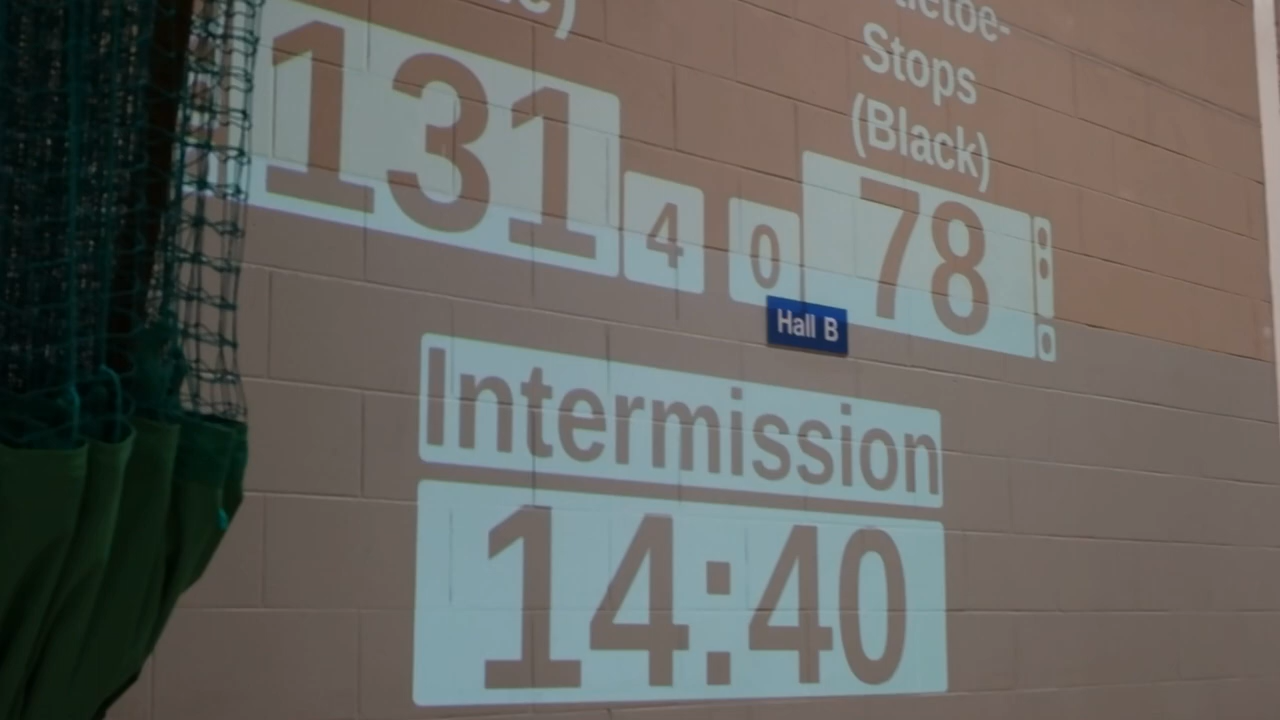 Stops
(Black)
131 4 0 78
Hall B
Intermission
14:40